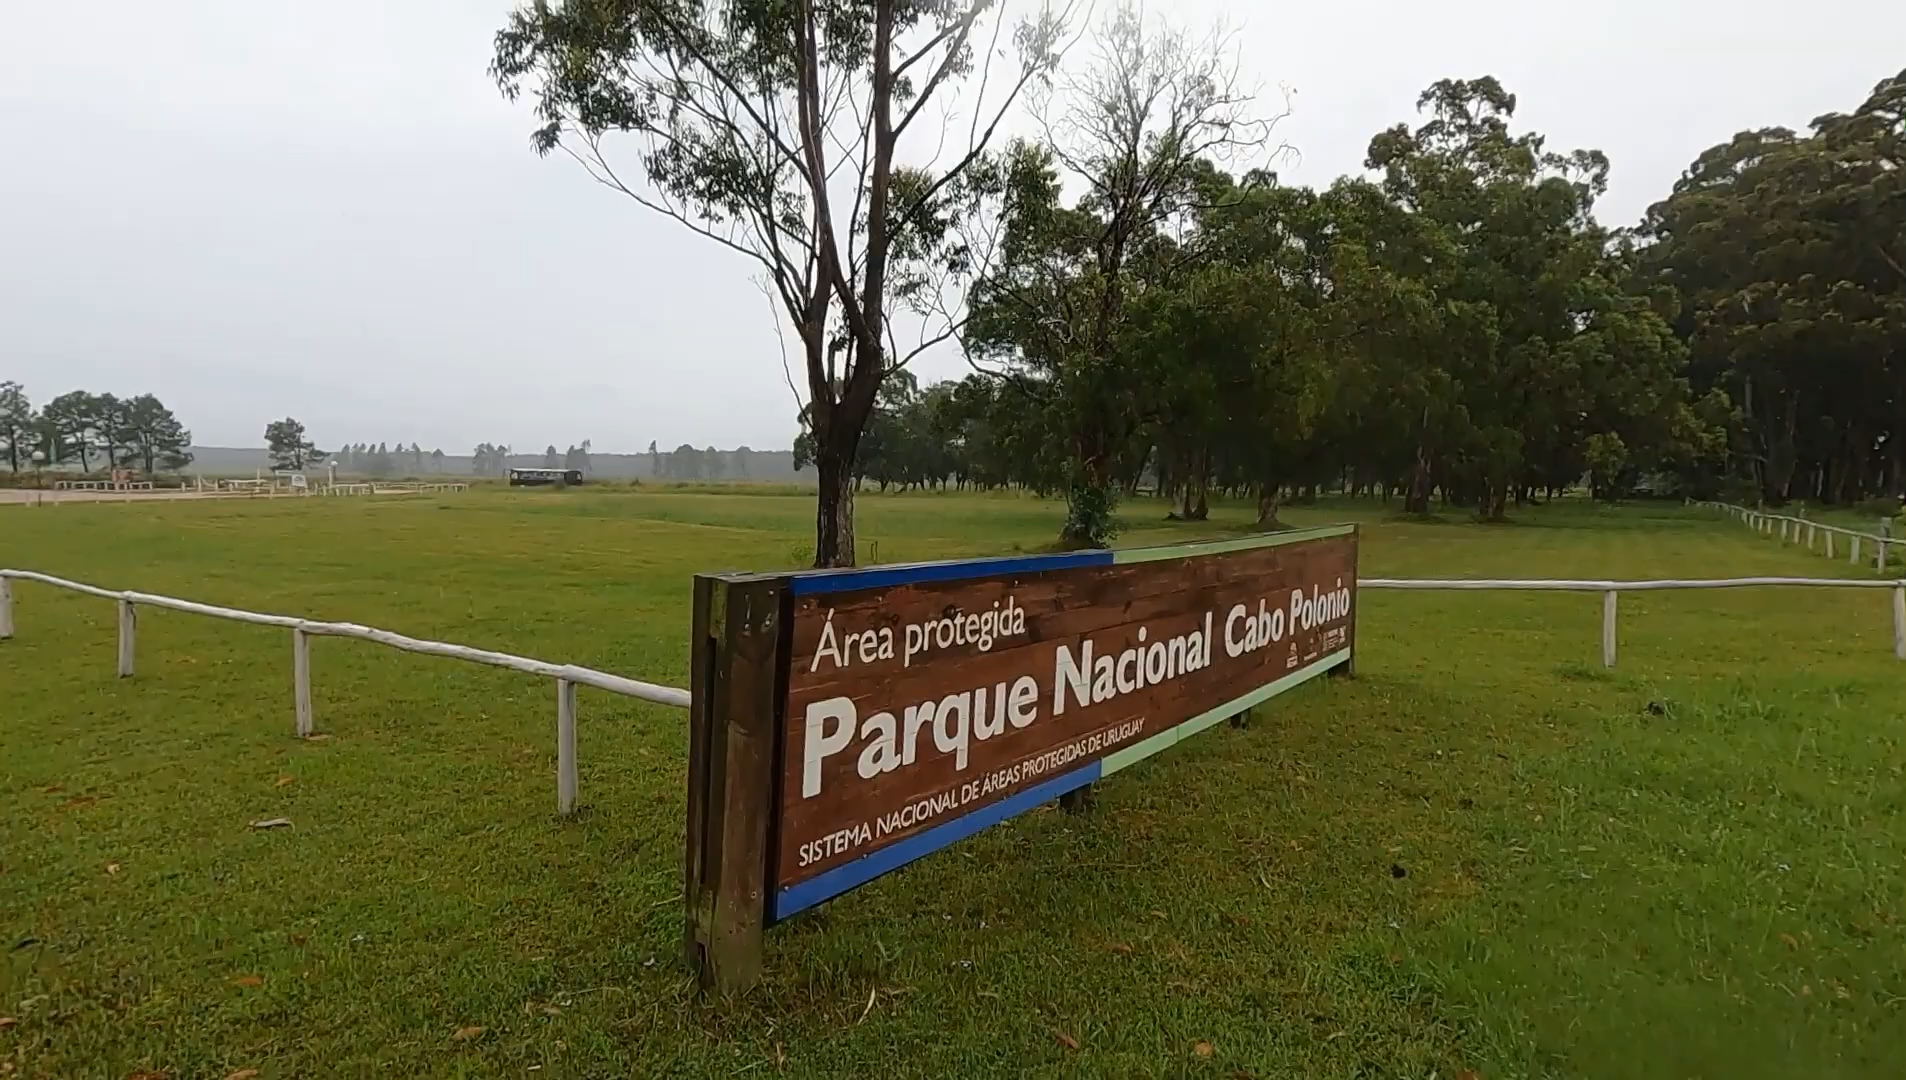 Área protegida
Parque Nacional Cabo Polonio
SISTEMA NACIONAL DE ÁREAS PROTEGIDAS DE URUGUAY